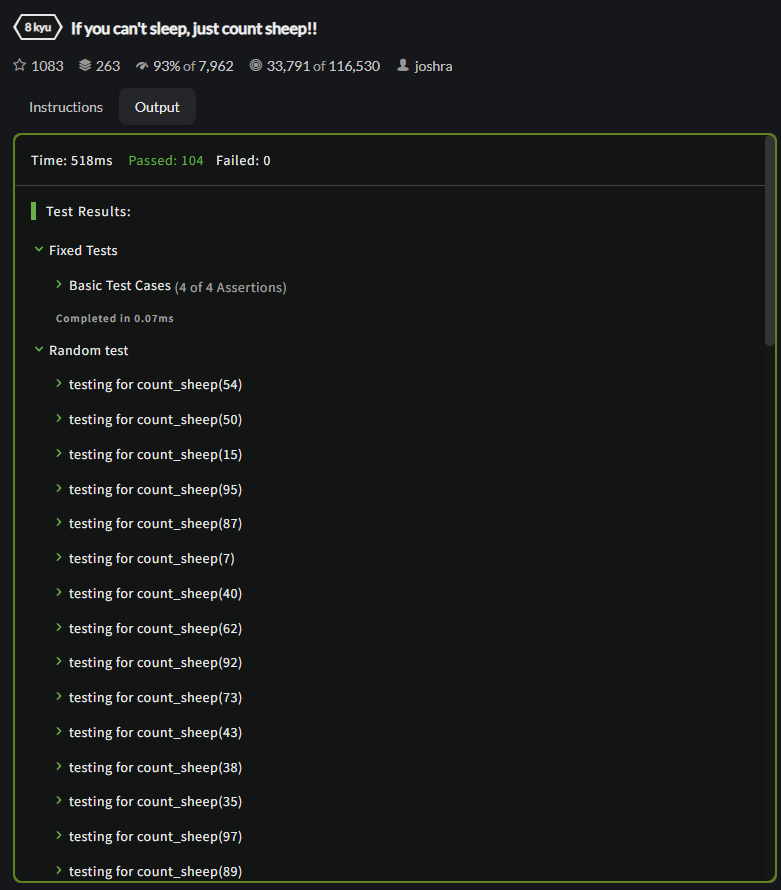 8 kyu If you can't sleep, just count sheep!!
1083 263 93% of 7,962 33,791 of 116,530 joshra
Instructions Output
Time: 518ms Passed: 104 Failed: 0
Test Results:
Fixed Tests
Basic Test Cases (4 of 4 Assertions)
Completed in 0.07ms
Random test
testing for count_sheep(54)
testing for count_sheep(50)
testing for count_sheep(15)
testing for count_sheep(95)
testing for count_sheep(87)
testing for count_sheep(7)
testing for count_sheep(40)
testing for count_sheep(62)
testing for count_sheep(92)
testing for count_sheep(73)
testing for count_sheep(43)
testing for count_sheep(38)
testing for count_sheep(35)
testing for count_sheep(97)
testing for count_sheep(89)